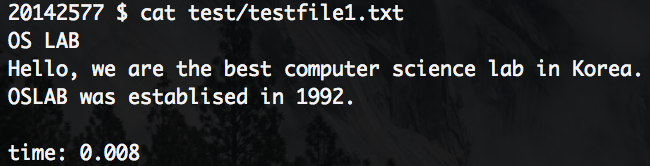 20142577 $ cat test/testfile1.txt
OS LAB
Hello, we are the best computer science lab in Korea.
OSLAB was establised in 1992.
time: 0.008